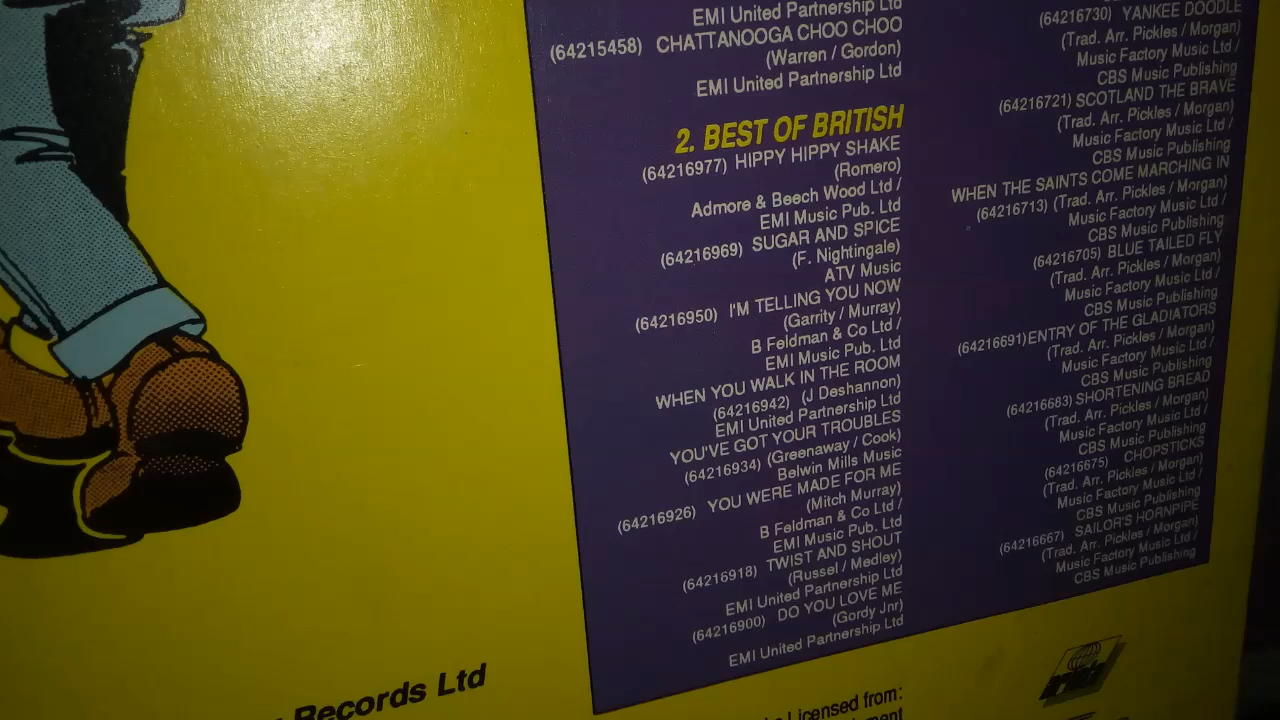 EMI United Partnership Ltd
(64215458) CHATTANOOGA CHOO CHOO
(Warren / Gordon)
EMI United Partnership Ltd
2. BEST OF BRITISH
(64216977) HIPPY HIPPY SHAKE
(Romero)
Admore & Beech Wood Ltd /
EMI Music Pub. Ltd
(64216969) SUGAR AND SPICE
(F. Nightingale)
ATV Music
(64216950) I'M TELLING YOU NOW
(Garrity / Murray)
B Feldman & Co Ltd /
EMI Music Pub. Ltd
WHEN YOU WALK IN THE ROOM
(64216942) (J Deshannon)
EMI United Partnership Ltd
YOU'VE GOT YOUR TROUBLES
(64216934) (Greenaway / Cook)
Belwin Mills Music
(64216926) YOU WERE MADE FOR ME
(Mitch Murray)
B Feldman & Co Ltd /
EMI Music Pub. Ltd
(64216918) TWIST AND SHOUT
(Russel / Medley)
EMI United Partnership Ltd
(64216900) DO YOU LOVE ME
(Gordy Jnr)
EMI United Partnership Ltd
(64216730) YANKEE DOODLE
(Trad. Arr. Pickles / Morgan)
Music Factory Music Ltd /
CBS Music Publishing
(64216721) SCOTLAND THE BRAVE
(Trad. Arr. Pickles / Morgan)
Music Factory Music Ltd /
CBS Music Publishing
WHEN THE SAINTS COME MARCHING IN
(64216713) (Trad. Arr. Pickles / Morgan)
Music Factory Music Ltd /
CBS Music Publishing
(64216705) BLUE TAILED FLY
(Trad. Arr. Pickles / Morgan)
Music Factory Music Ltd /
CBS Music Publishing
(64216691) ENTRY OF THE GLADIATORS
(Trad. Arr. Pickles / Morgan)
Music Factory Music Ltd /
CBS Music Publishing
(64216683) SHORTENING BREAD
(Trad. Arr. Pickles / Morgan)
Music Factory Music Ltd /
CBS Music Publishing
(64216675) CHOPSTICKS
(Trad. Arr. Pickles / Morgan)
Music Factory Music Ltd /
CBS Music Publishing
(64216667) SAILOR'S HORNPIPE
(Trad. Arr. Pickles / Morgan)
Music Factory Music Ltd /
CBS Music Publishing
Records Ltd
Licensed from: